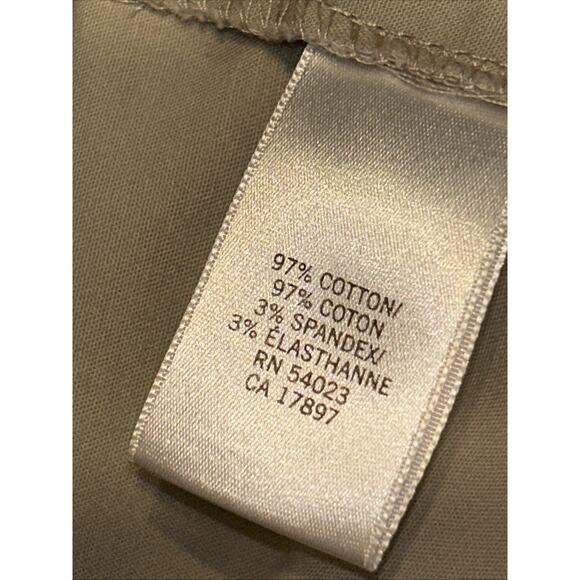 97% COTTON/
97% COTON
3% SPANDEX/
3% ÉLASTHANNE
RN 54023
CA 17897